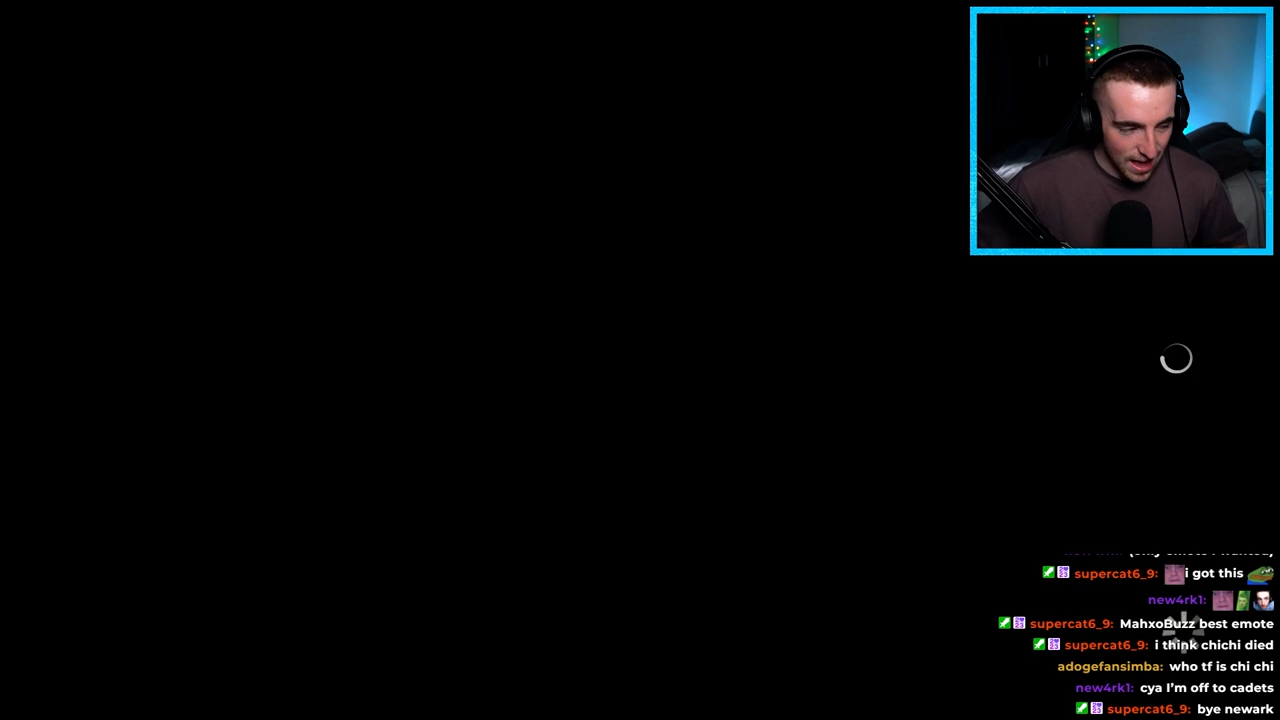 supercat6_9: i got this
new4rk1:
supercat6_9: MahxoBuzz best emote
supercat6_9: i think chichi died
adogefansimba: who tf is chi chi
new4rk1: cya I'm off to cadets
supercat6_9: bye newark